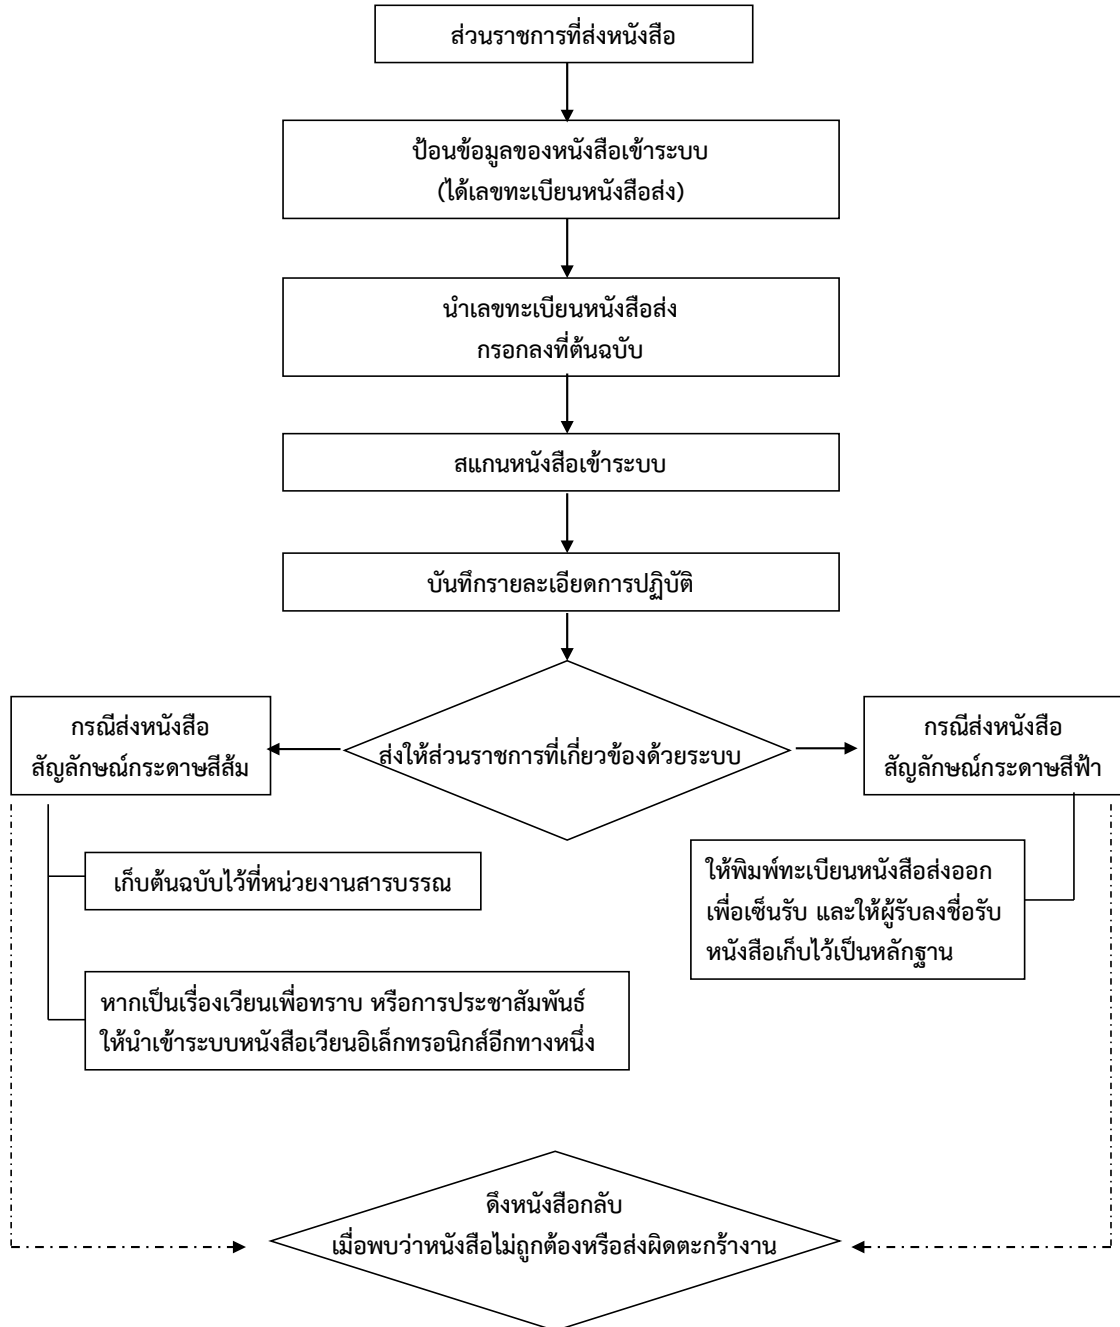 ส่วนราชการที่ส่งหนังสือ
ป้อนข้อมูลของหนังสือเข้าระบบ
(ได้เลขทะเบียนหนังสือส่ง)
นำเลขทะเบียนหนังสือส่ง
กรอกลงที่ต้นฉบับ
สแกนหนังสือเข้าระบบ
บันทึกรายละเอียดการปฏิบัติ
ส่งให้ส่วนราชการที่เกี่ยวข้องด้วยระบบ
กรณีส่งหนังสือ
สัญลักษณ์กระดาษสีส้ม
เก็บต้นฉบับไว้ที่หน่วยงานสารบรรณ
หากเป็นเรื่องเวียนเพื่อทราบ หรือการประชาสัมพันธ์
ให้นำเข้าระบบหนังสือเวียนอิเล็กทรอนิกส์อีกทางหนึ่ง
กรณีส่งหนังสือ
สัญลักษณ์กระดาษสีฟ้า
ให้พิมพ์ทะเบียนหนังสือส่งออก
เพื่อเซ็นรับ และให้ผู้รับลงชื่อรับ
หนังสือเก็บไว้เป็นหลักฐาน
ดึงหนังสือกลับ
เมื่อพบว่าหนังสือไม่ถูกต้องหรือส่งผิดตะกร้างาน